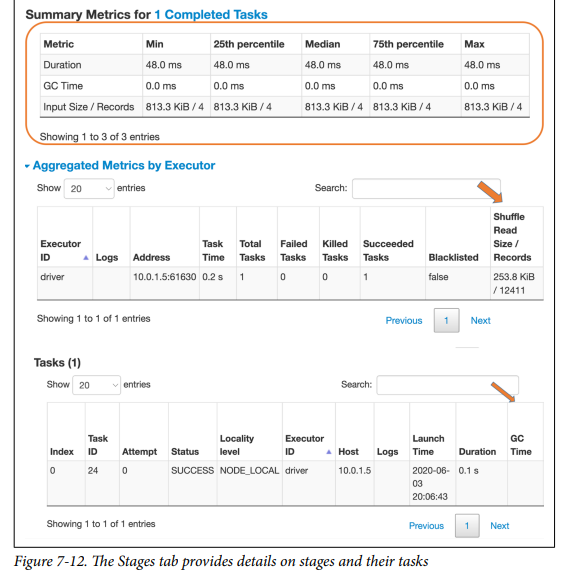 Summary Metrics for 1 Completed Tasks
Metric Min 25th percentile Median 75th percentile Max
Duration 48.0 ms 48.0 ms 48.0 ms 48.0 ms 48.0 ms
GC Time 0.0 ms 0.0 ms 0.0 ms 0.0 ms 0.0 ms
Input Size / Records 813.3 KiB / 4 813.3 KiB / 4 813.3 KiB / 4 813.3 KiB / 4 813.3 KiB / 4
Showing 1 to 3 of 3 entries
Aggregated Metrics by Executor
Show 20 entries Search:
Shuffle
Read
Executor Task Total Failed Killed Succeeded Size /
ID Logs Address Time Tasks Tasks Tasks Tasks Blacklisted Records
driver 10.0.1.5:61630 0.2 s 1 0 0 1 false 253.8 KiB
/ 12411
Showing 1 to 1 of 1 entries Previous 1 Next
Tasks (1)
Show 20 entries Search:
Task Locality Executor Launch GC
Index ID Attempt Status level ID Host Logs Time Duration Time
0 24 0 SUCCESS NODE_LOCAL driver 10.0.1.5 2020-06- 0.1 s
03
20:06:43
Showing 1 to 1 of 1 entries Previous 1 Next
Figure 7-12. The Stages tab provides details on stages and their tasks